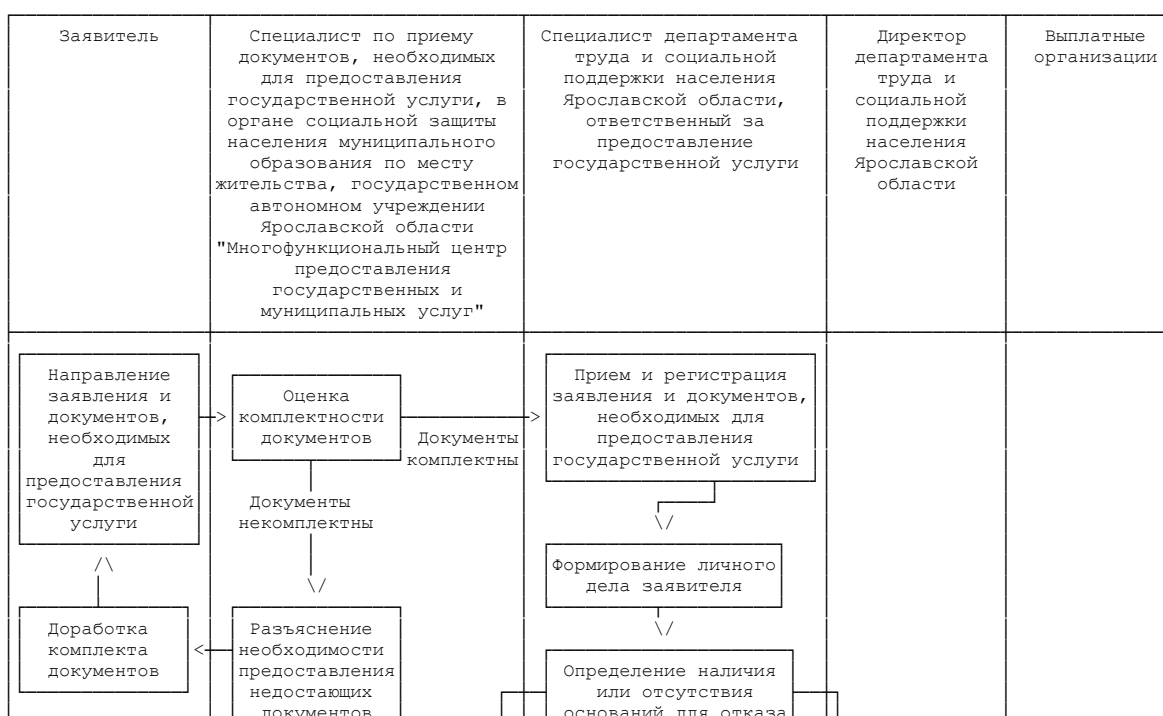 Заявитель
Специалист по приему
документов, необходимых
для предоставления
государственной услуги, в
органе социальной защиты
населения муниципального
образования по месту
жительства, государственном
автономном учреждении
Ярославской области
"Многофункциональный центр
предоставления
государственных и
муниципальных услуг"
Специалист департамента
труда и социальной
поддержки населения
Ярославской области,
ответственный за
предоставление
государственной услуги
Директор
департамента
труда и
социальной
поддержки
населения
Ярославской
области
Выплатные
организации
Направление
заявления и
документов,
необходимых
для
предоставления
государственной
услуги
Оценка
комплектности
документов
Документы
комплектны
Прием и регистрация
заявления и документов,
необходимых для
предоставления
государственной услуги
Документы
некомплектны
Формирование личного
дела заявителя
Доработка
комплекта
документов
Разъяснение
необходимости
предоставления
недостающих
документов
Определение наличия
или отсутствия
оснований для отказа